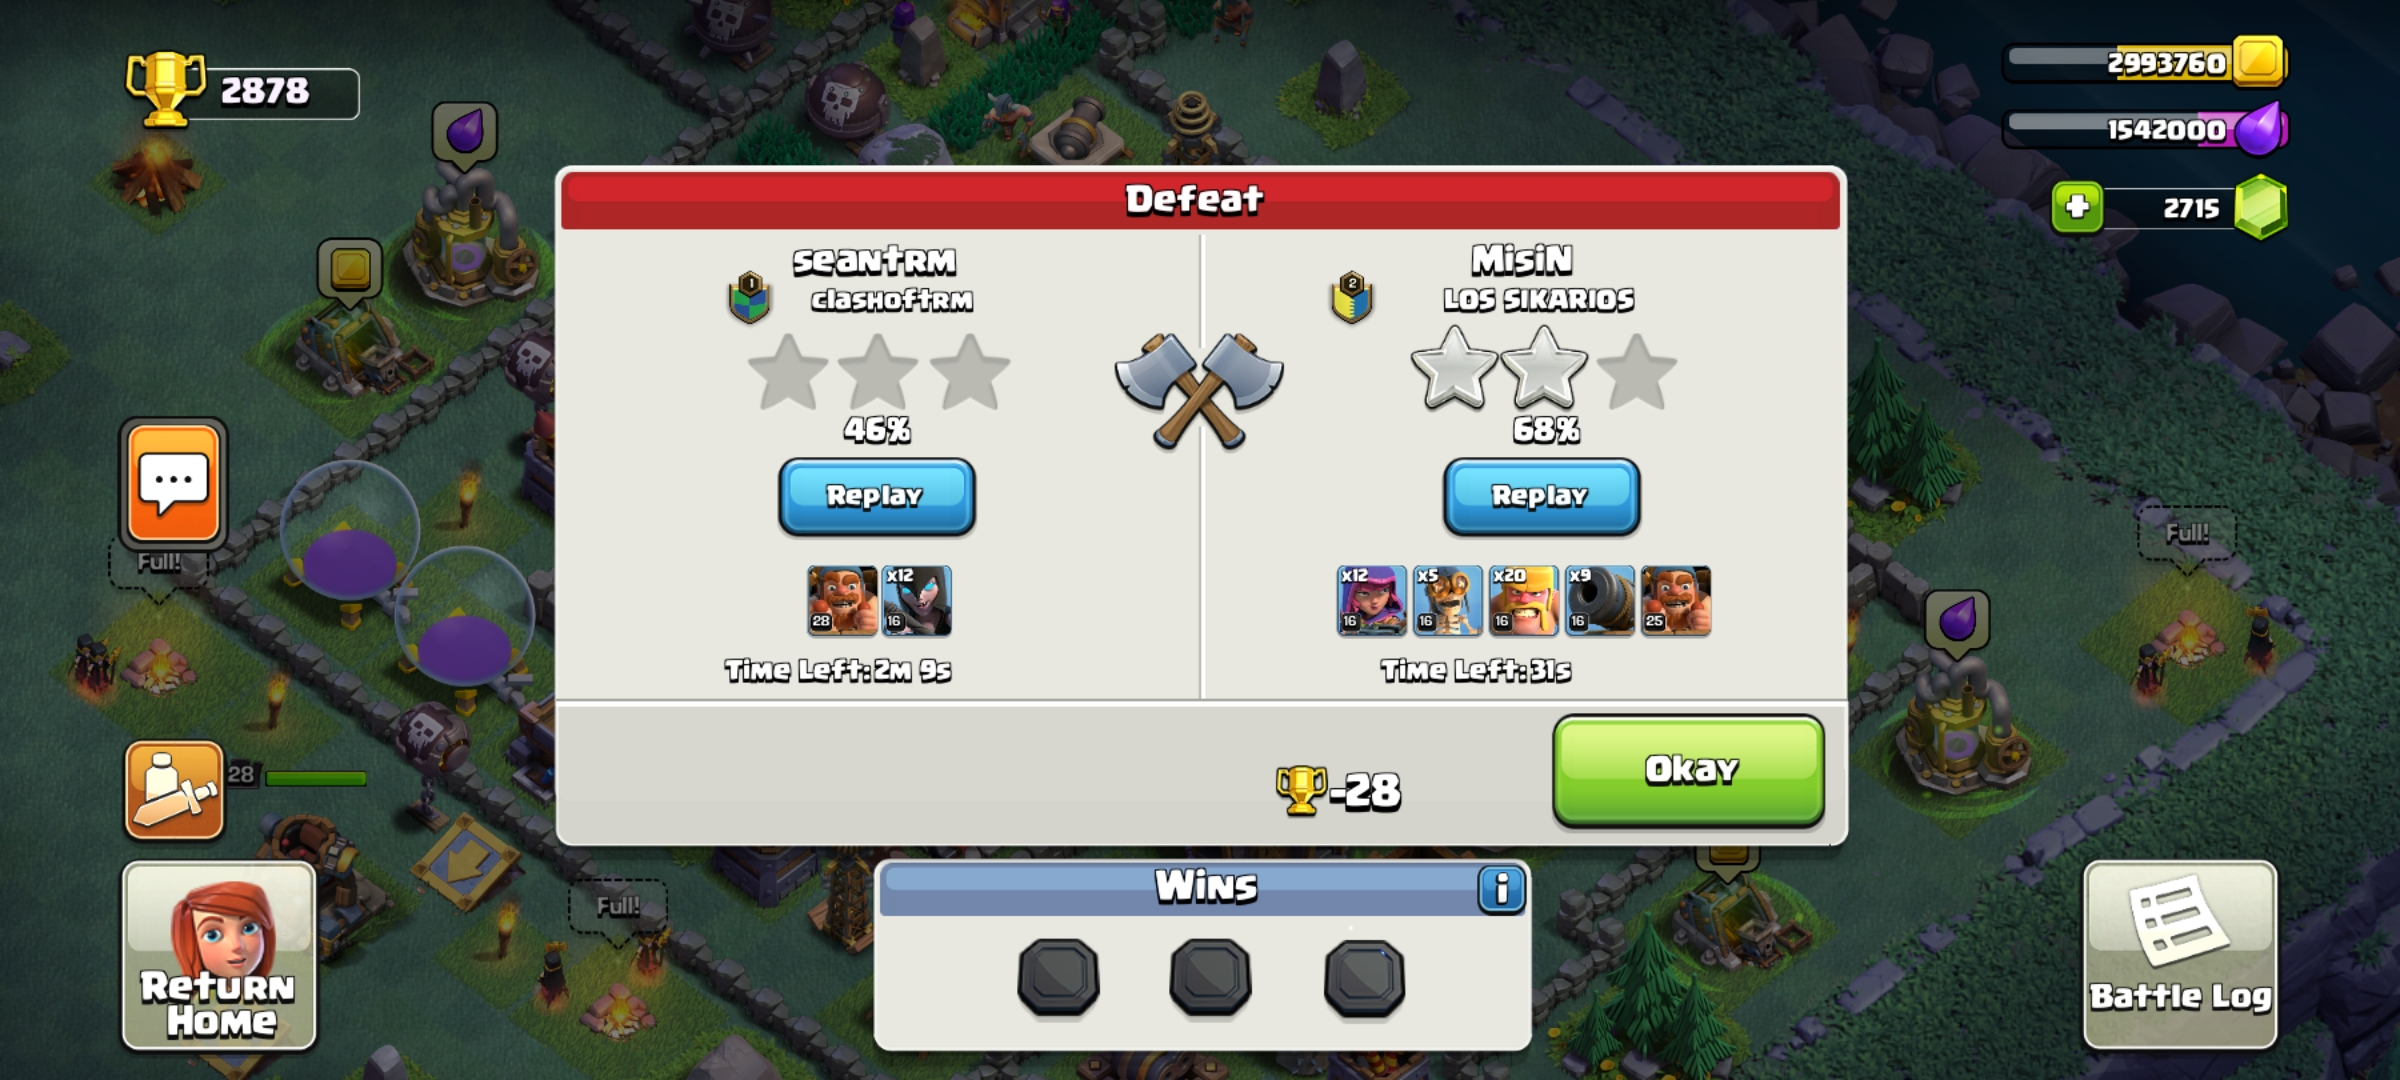 2878
2993760
1542000
2715
Defeat
seantrm
clashoftrm
1
46%
Replay
28
x12
16
Time Left: 2m 9s
MisiN
LOS SIKARIOS
2
68%
Replay
x12
16
x5
16
x20
16
x9
16
25
Time Left: 31s
-28
Okay
Wins
i
Full!
Full!
Full!
28
Return
Home
Battle Log